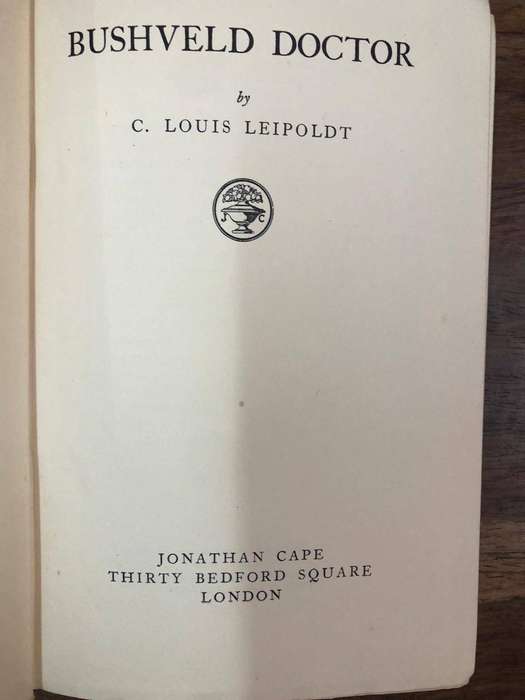 BUSHVELD DOCTOR
by
C. LOUIS LEIPOLDT
J C
JONATHAN CAPE
THIRTY BEDFORD SQUARE
LONDON